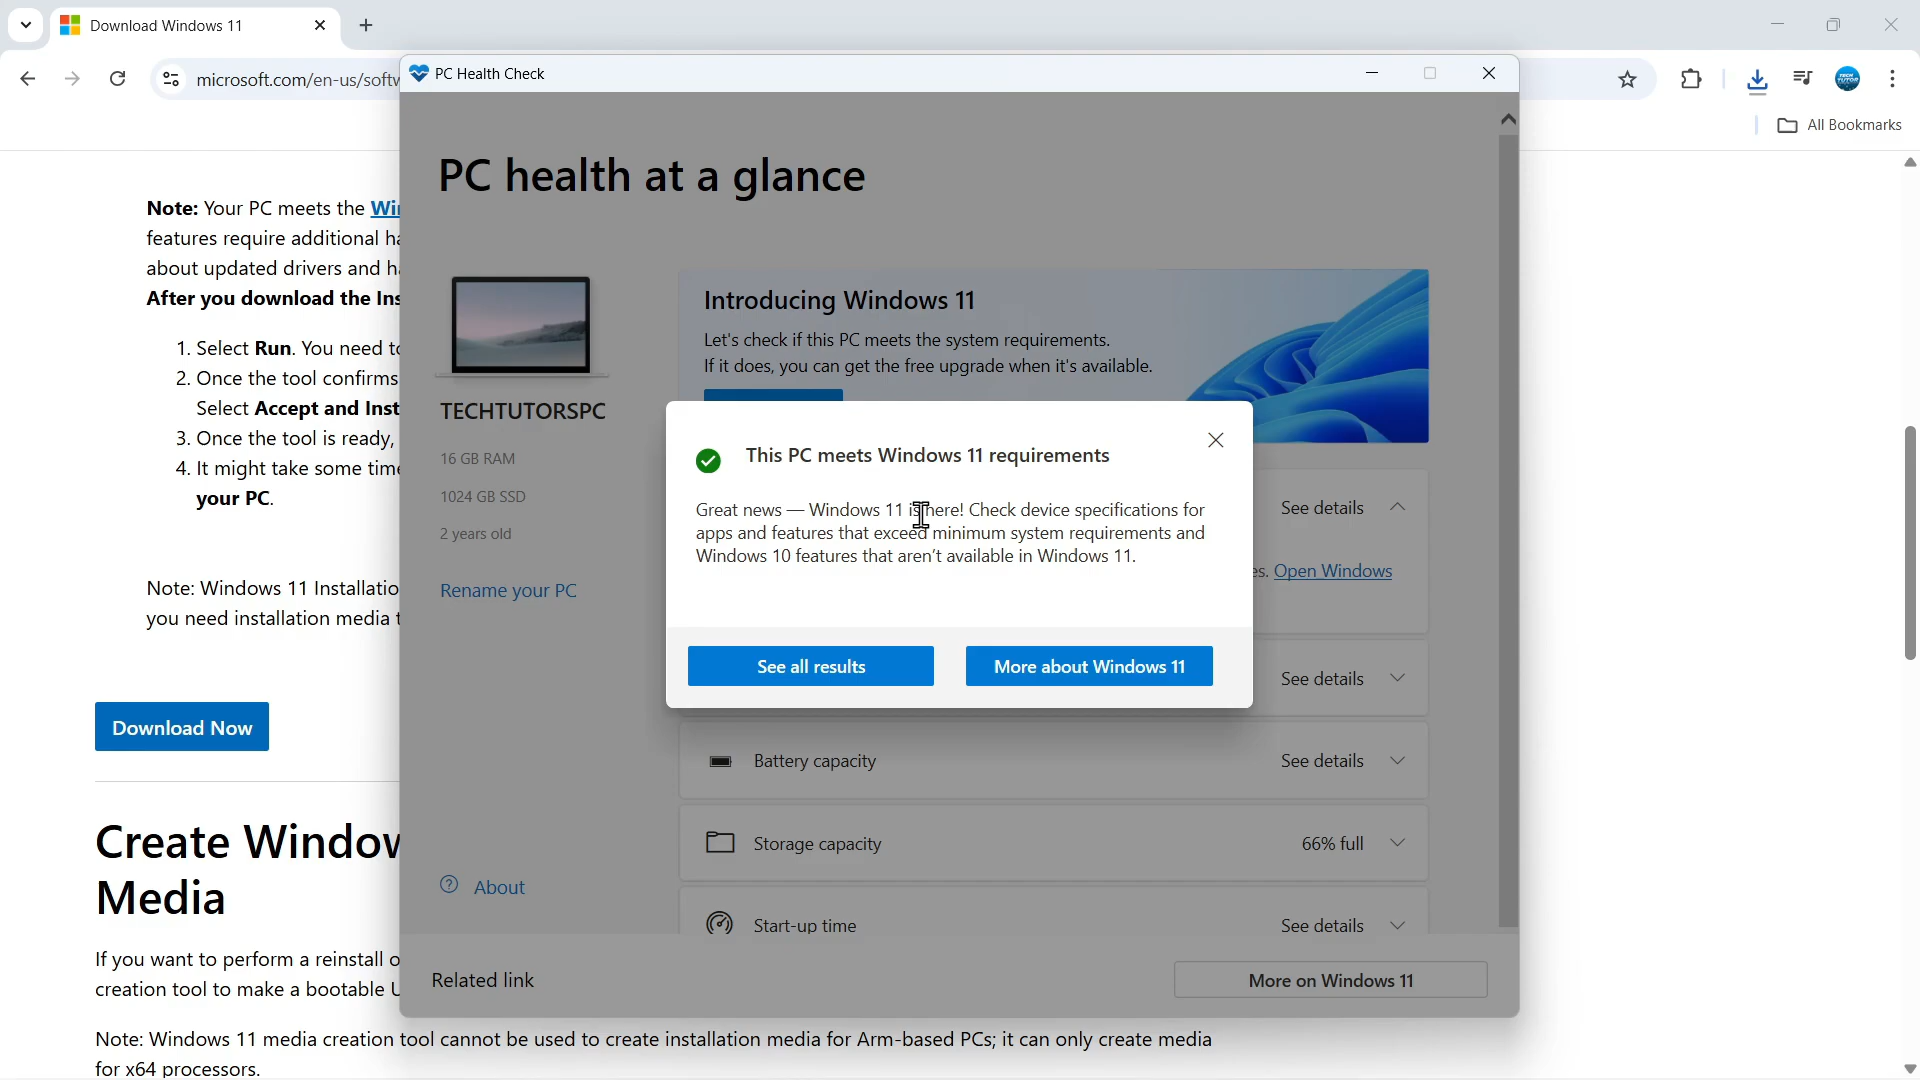 Download Windows 11
microsoft.com/en-us/softw
All Bookmarks
PC Health Check
Note: Your PC meets the Wi
features require additional ha
about updated drivers and ha
After you download the Ins
1. Select Run. You need to
2. Once the tool confirms
Select Accept and Inst
3. Once the tool is ready,
4. It might take some time
your PC.
Note: Windows 11 Installatio
you need installation media t
Download Now
Create Window
Media
If you want to perform a reinstall o
creation tool to make a bootable U
Note: Windows 11 media creation tool cannot be used to create installation media for Arm-based PCs; it can only create media
for x64 processors.
PC health at a glance
TECHTUTORSPC
16 GB RAM
1024 GB SSD
2 years old
Rename your PC
About
Introducing Windows 11
Let's check if this PC meets the system requirements.
If it does, you can get the free upgrade when it's available.
This PC meets Windows 11 requirements
Great news — Windows 11 is here! Check device specifications for
apps and features that exceed minimum system requirements and
Windows 10 features that aren't available in Windows 11.
See all results
More about Windows 11
See details
es. Open Windows
See details
Battery capacity
See details
Storage capacity
66% full
Start-up time
See details
Related link
More on Windows 11